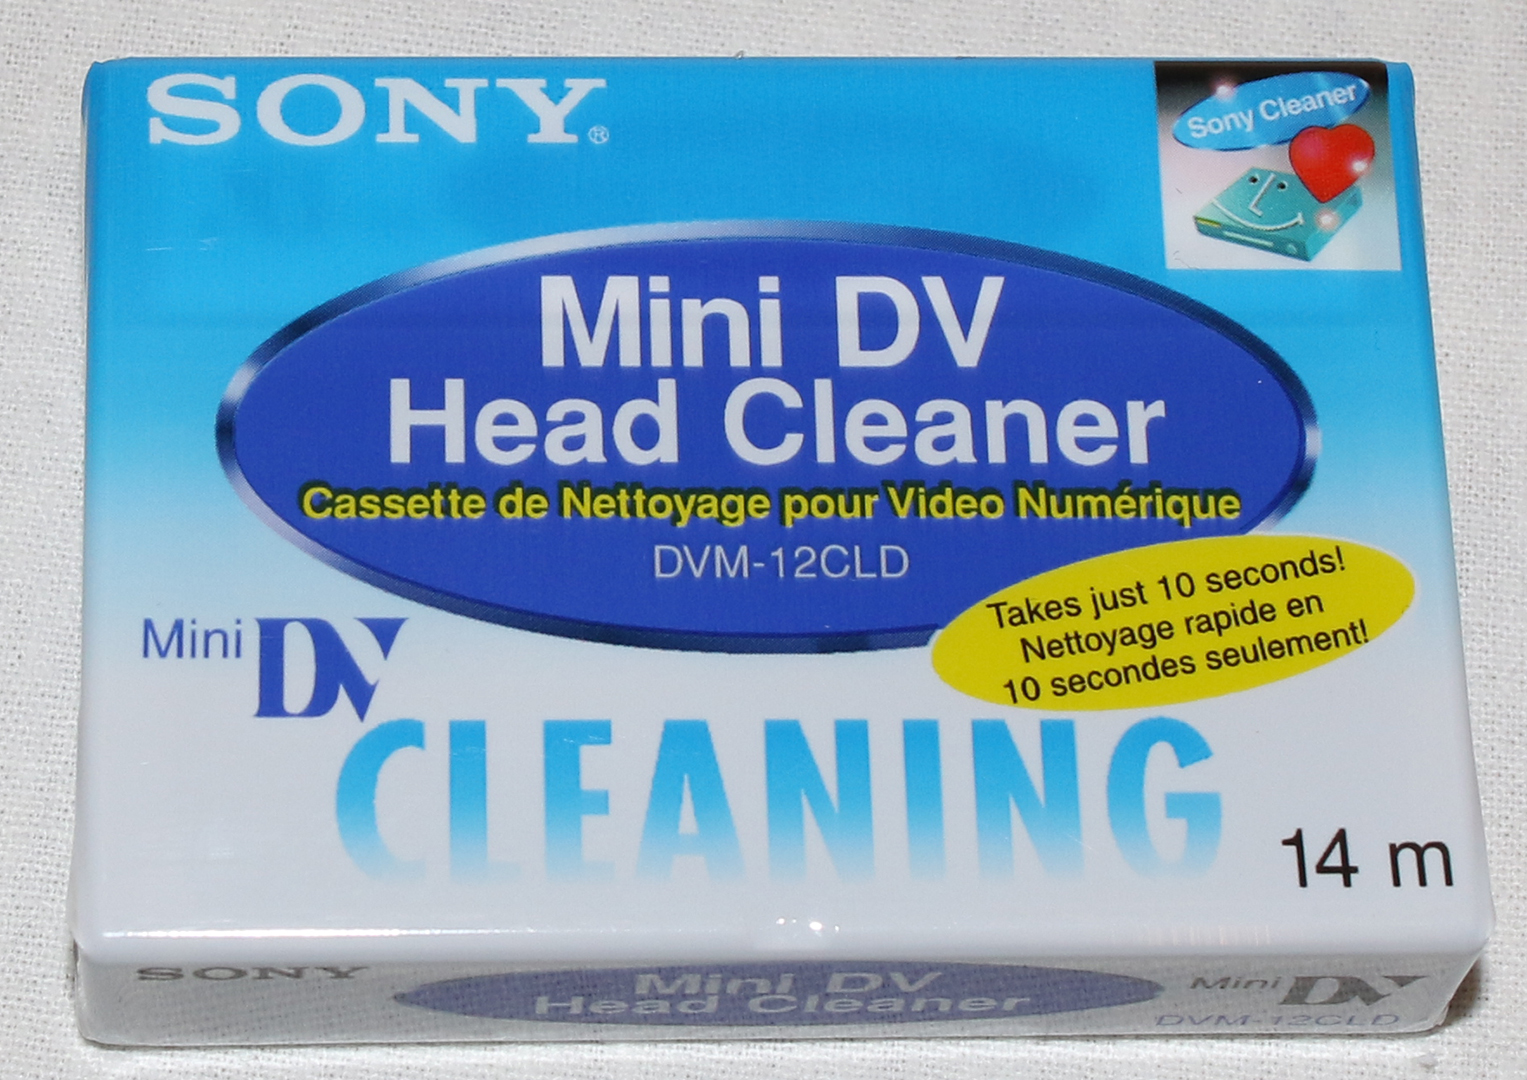 SONY®
Sony Cleaner
Mini DV
Head Cleaner
Cassette de Nettoyage pour Video Numérique
DVM-12CLD
Takes just 10 seconds!
Nettoyage rapide en
10 secondes seulement!
Mini DV
CLEANING
14 m
SONY
Mini DV
Head Cleaner
Mini DV
DVM-12CLD